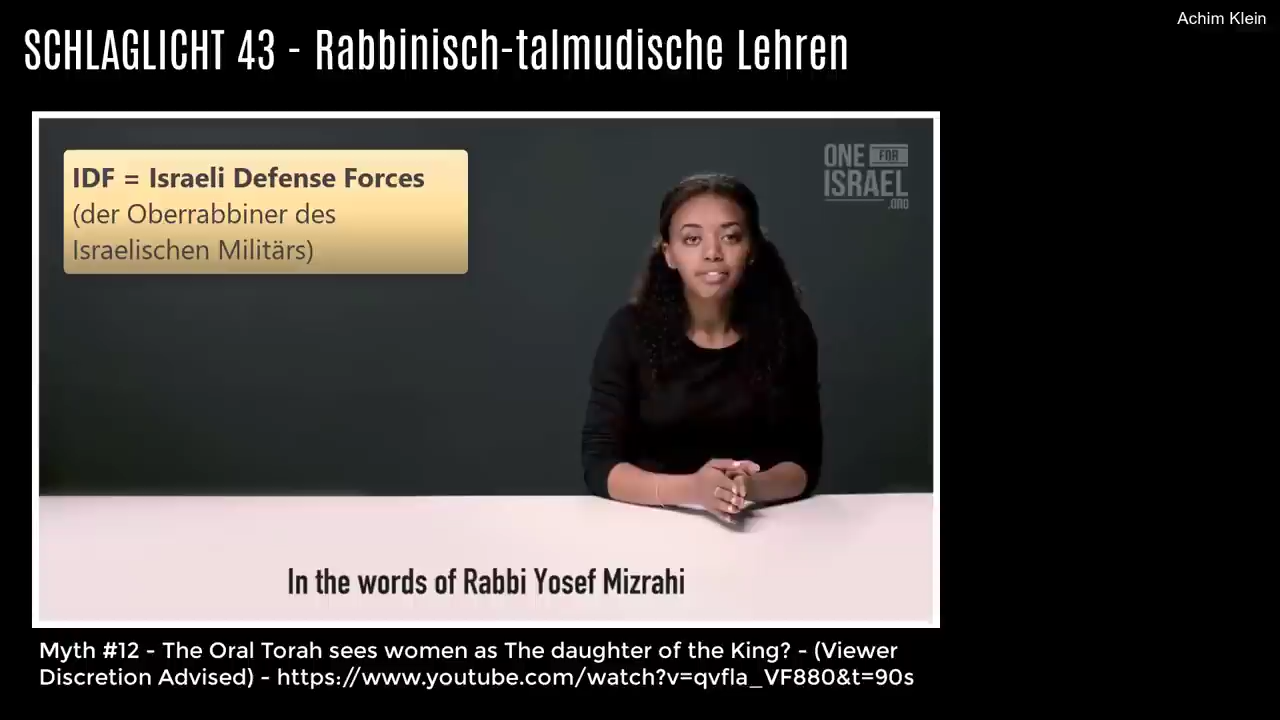 Achim Klein
SCHLAGLICHT 43 - Rabbinisch-talmudische Lehren
IDF = Israeli Defense Forces
(der Oberrabbiner des
Israelischen Militärs)
ONE FOR
ISRAEL
.ORG
In the words of Rabbi Yosef Mizrahi
Myth #12 - The Oral Torah sees women as The daughter of the King? - (Viewer
Discretion Advised) - https://www.youtube.com/watch?v=qvfla_VF880&t=90s